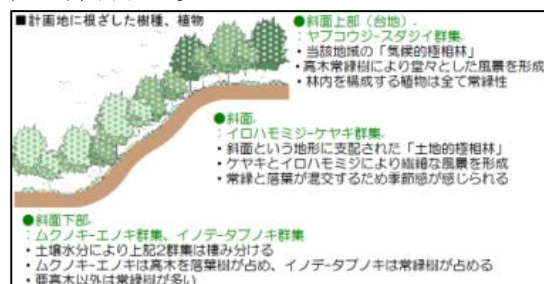 ■計画地に根ざした樹種、植物
●斜面上部（台地）
：ヤブコウジースダジイ群集
・当該地域の「気候的極相林」
・高木常緑樹により堂々とした風景を形成
・林内を構成する植物は全て常緑性
●斜面
：イロハモミジーケヤキ群集
・斜面という地形に支配された「土地的極相林」
・ケヤキとイロハモミジにより繊細な風景を形成
・常緑と落葉が混交するため季節感が感じられる
●斜面下部
：ムクノキーエノキ群集、イノデータブノキ群集
・土壌水分により上記2群集は棲み分ける
・ムクノキーエノキは高木を落葉樹が占め、イノデータブノキは常緑樹が占める
・亜高木以外は常緑樹が多い